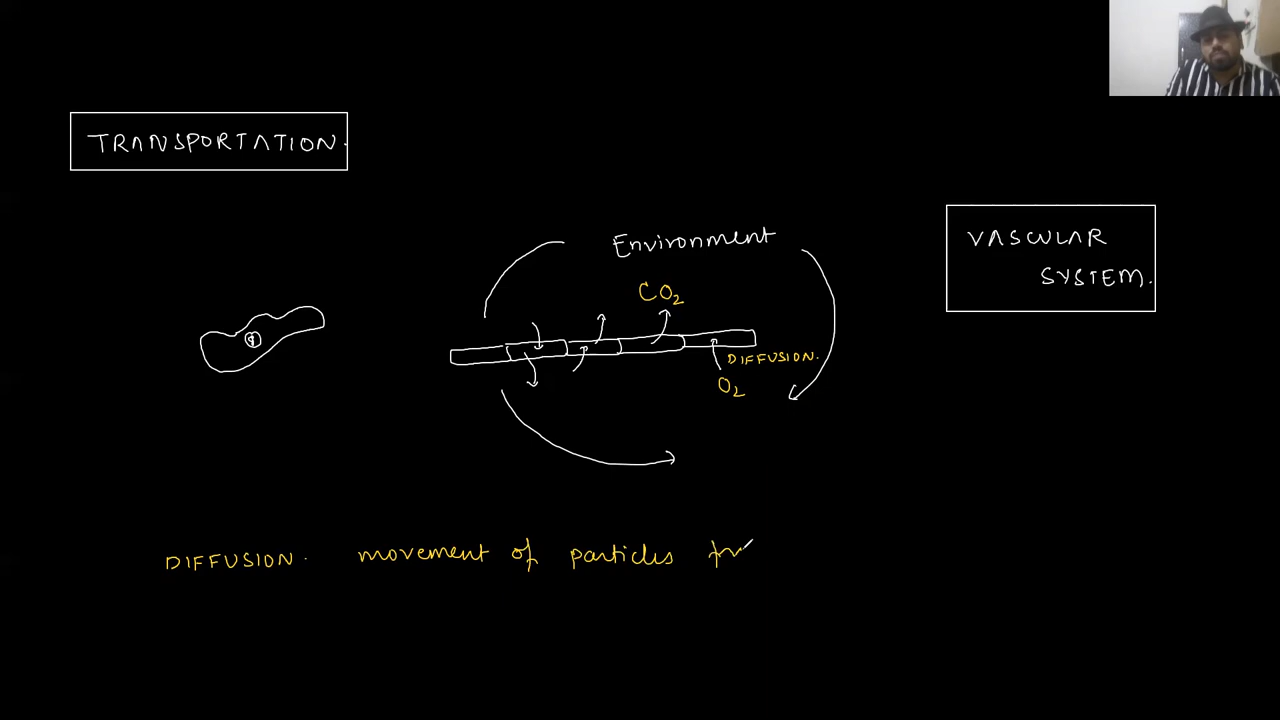 TRANSPORTATION.
Environment
VASCULAR
SYSTEM.
CO2
DIFFUSION.
O2
DIFFUSION. movement of particles